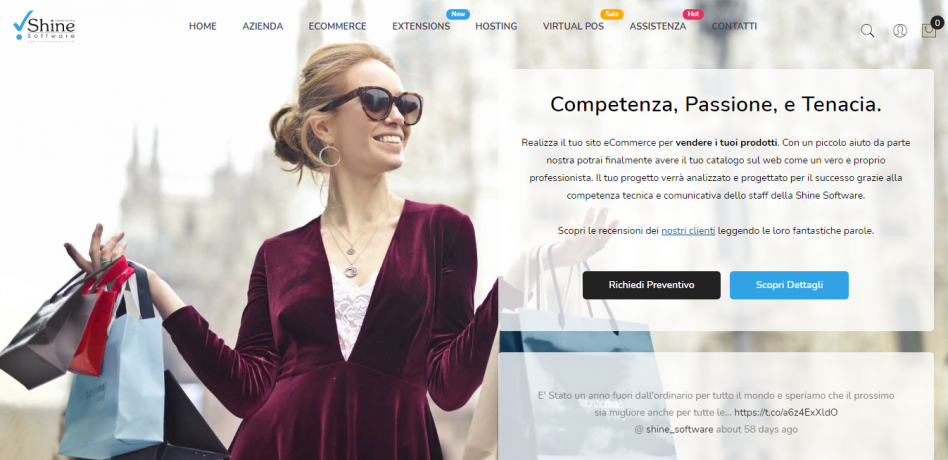 Shine
Software
New
Sale
Hot
HOME AZIENDA ECOMMERCE EXTENSIONS HOSTING VIRTUAL POS ASSISTENZA CONTATTI
0
Competenza, Passione, e Tenacia.
Realizza il tuo sito eCommerce per vendere i tuoi prodotti. Con un piccolo aiuto da parte
nostra potrai finalmente avere il tuo catalogo sul web come un vero e proprio
professionista. Il tuo progetto verrà analizzato e progettato per il successo grazie alla
competenza tecnica e comunicativa dello staff della Shine Software.
Scopri le recensioni dei nostri clienti leggendo le loro fantastiche parole.
Richiedi Preventivo
Scopri Dettagli
E' Stato un anno fuori dall'ordinario per tutto il mondo e speriamo che il prossimo
sia migliore anche per tutte le... https://t.co/a6z4ExXldO
@ shine_software about 58 days ago